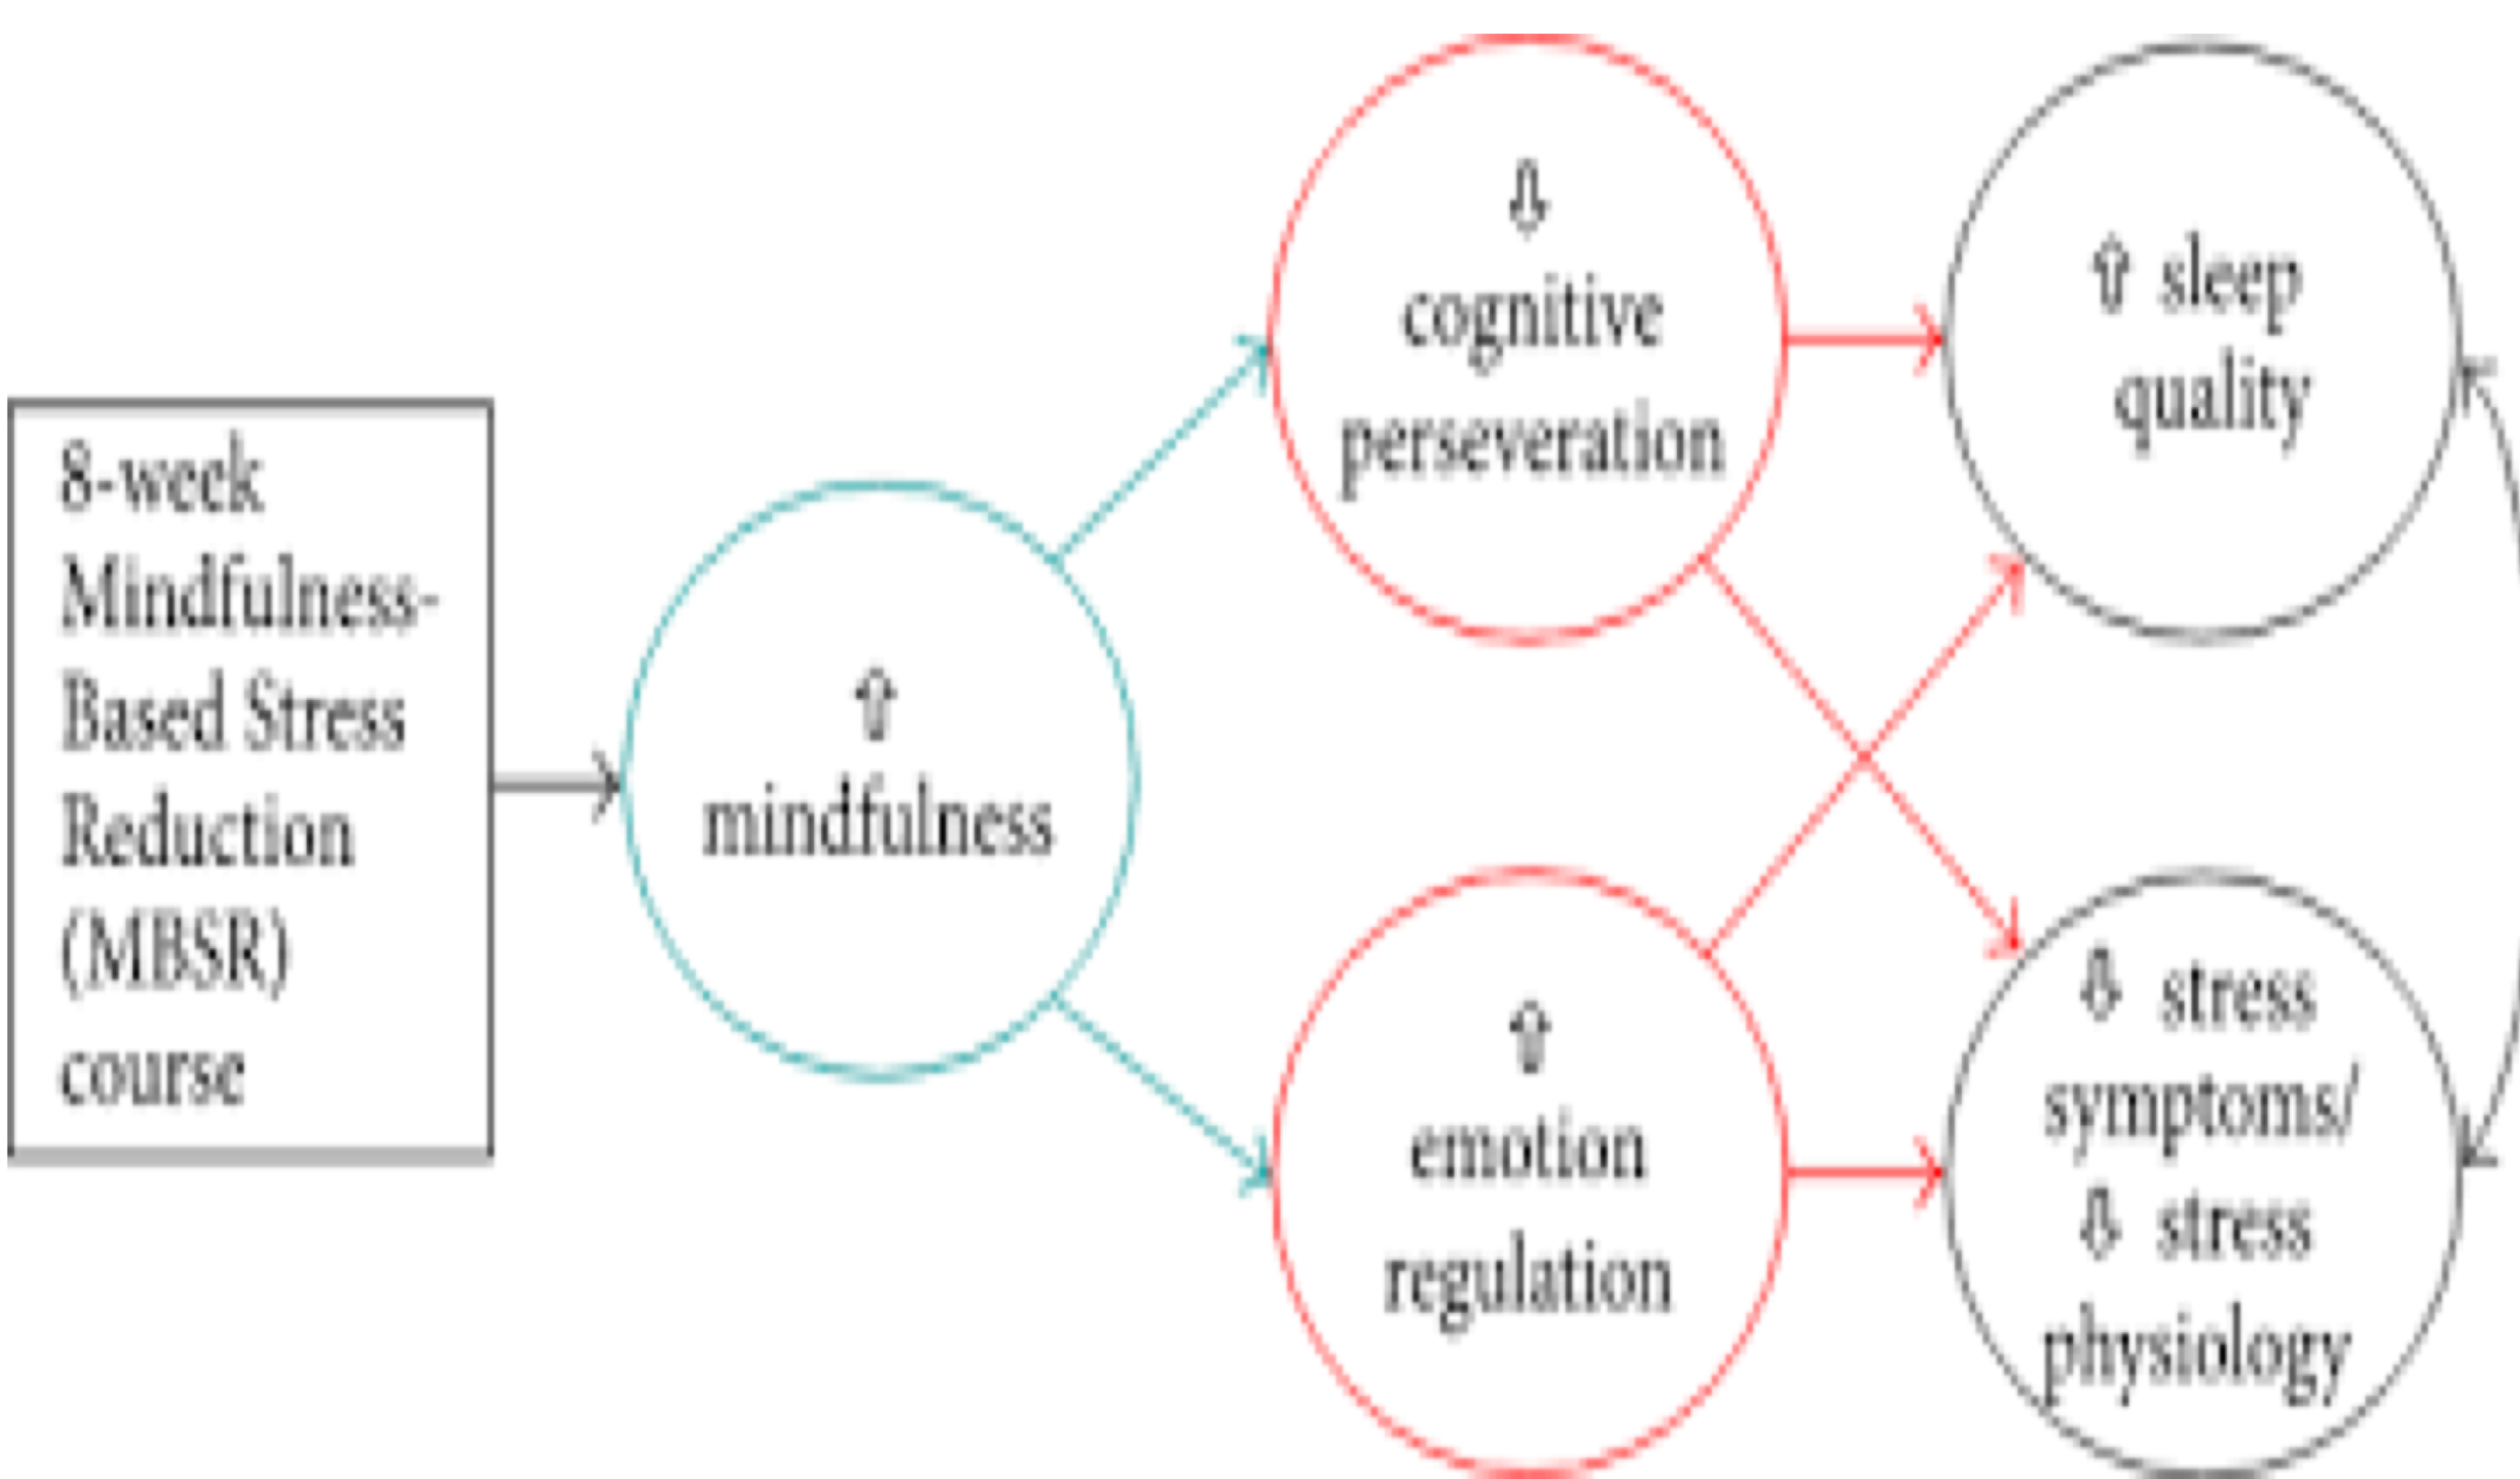 8-week
Mindfulness-
Based Stress
Reduction
(MBSR)
course
⇧
mindfulness
⇩
cognitive
perseveration
⇧
emotion
regulation
⇧ sleep
quality
⇩ stress
symptoms/
⇩ stress
physiology